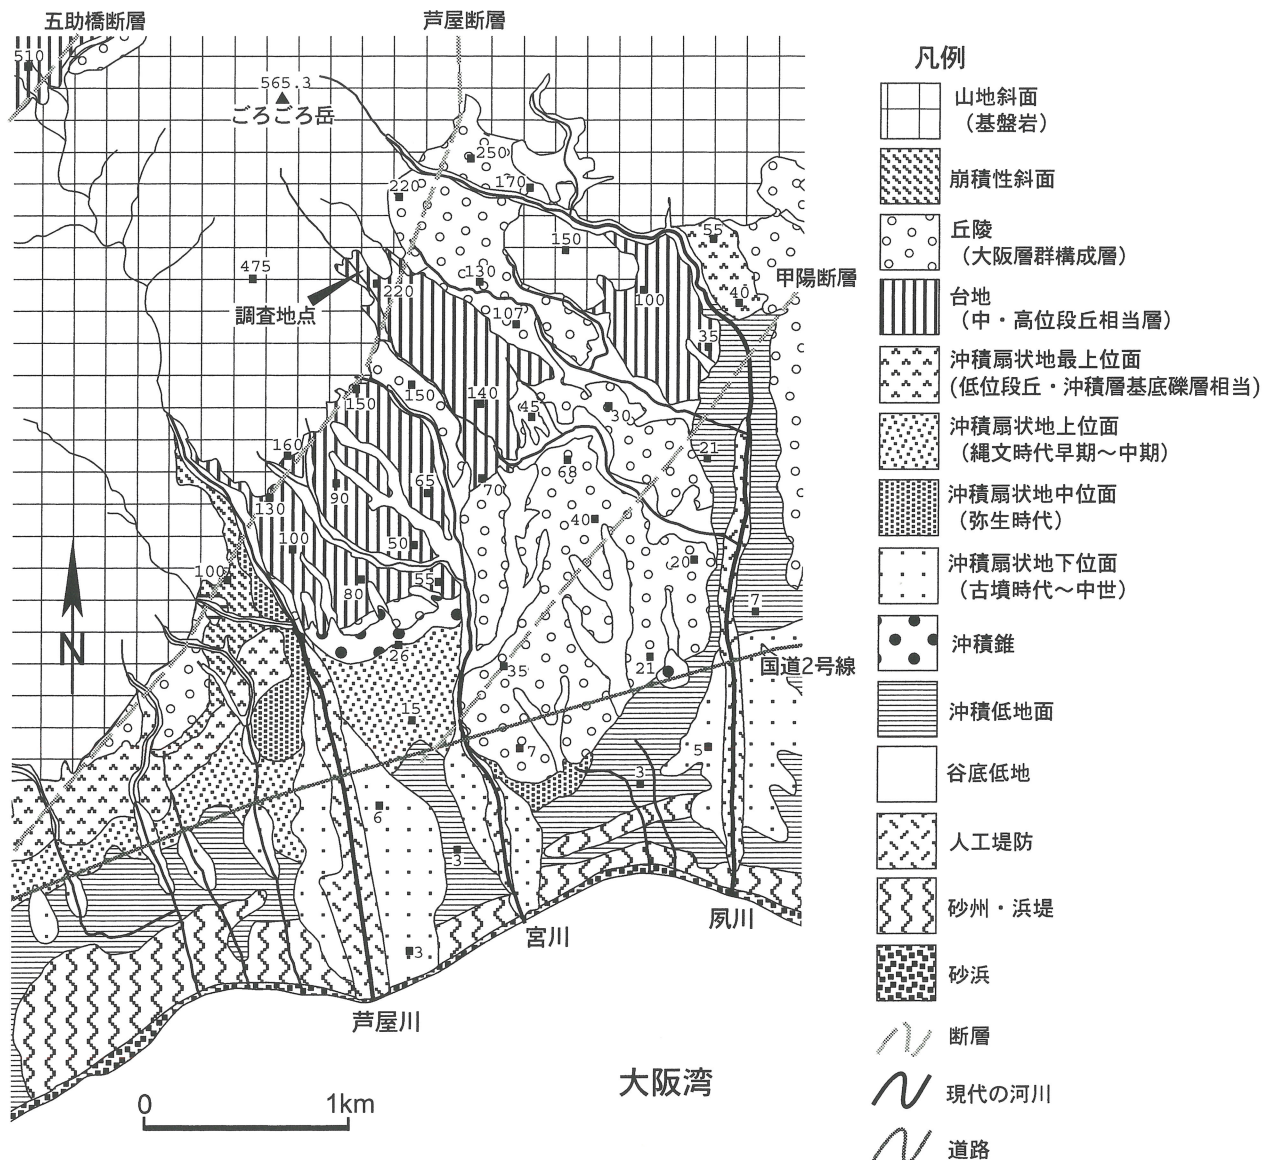 五助橋断層
芦屋断層
510
565.3
ごろごろ岳
250
220
170
55
150
475
220
130
40
甲陽断層
調査地点
100
107
35
150
150
140
45
30
160
21
68
65
90
70
130
40
100
50
20
100
55
80
7
N
26
35
21
国道2号線
15
7
5
3
6
3
3
夙川
宮川
芦屋川
大阪湾
0 1km
凡例
山地斜面
(基盤岩)
崩積性斜面
丘陵
(大阪層群構成層)
台地
(中・高位段丘相当層)
沖積扇状地最上位面
(低位段丘・沖積層基底礫層相当)
沖積扇状地上位面
(縄文時代早期~中期)
沖積扇状地中位面
(弥生時代)
沖積扇状地下位面
(古墳時代~中世)
沖積錐
沖積低地面
谷底低地
人工堤防
砂州・浜堤
砂浜
断層
現代の河川
道路